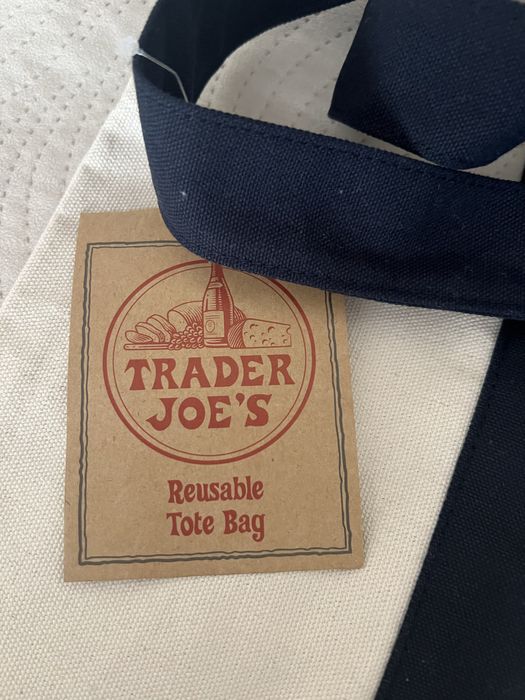 TRADER
JOE'S
Reusable
Tote Bag